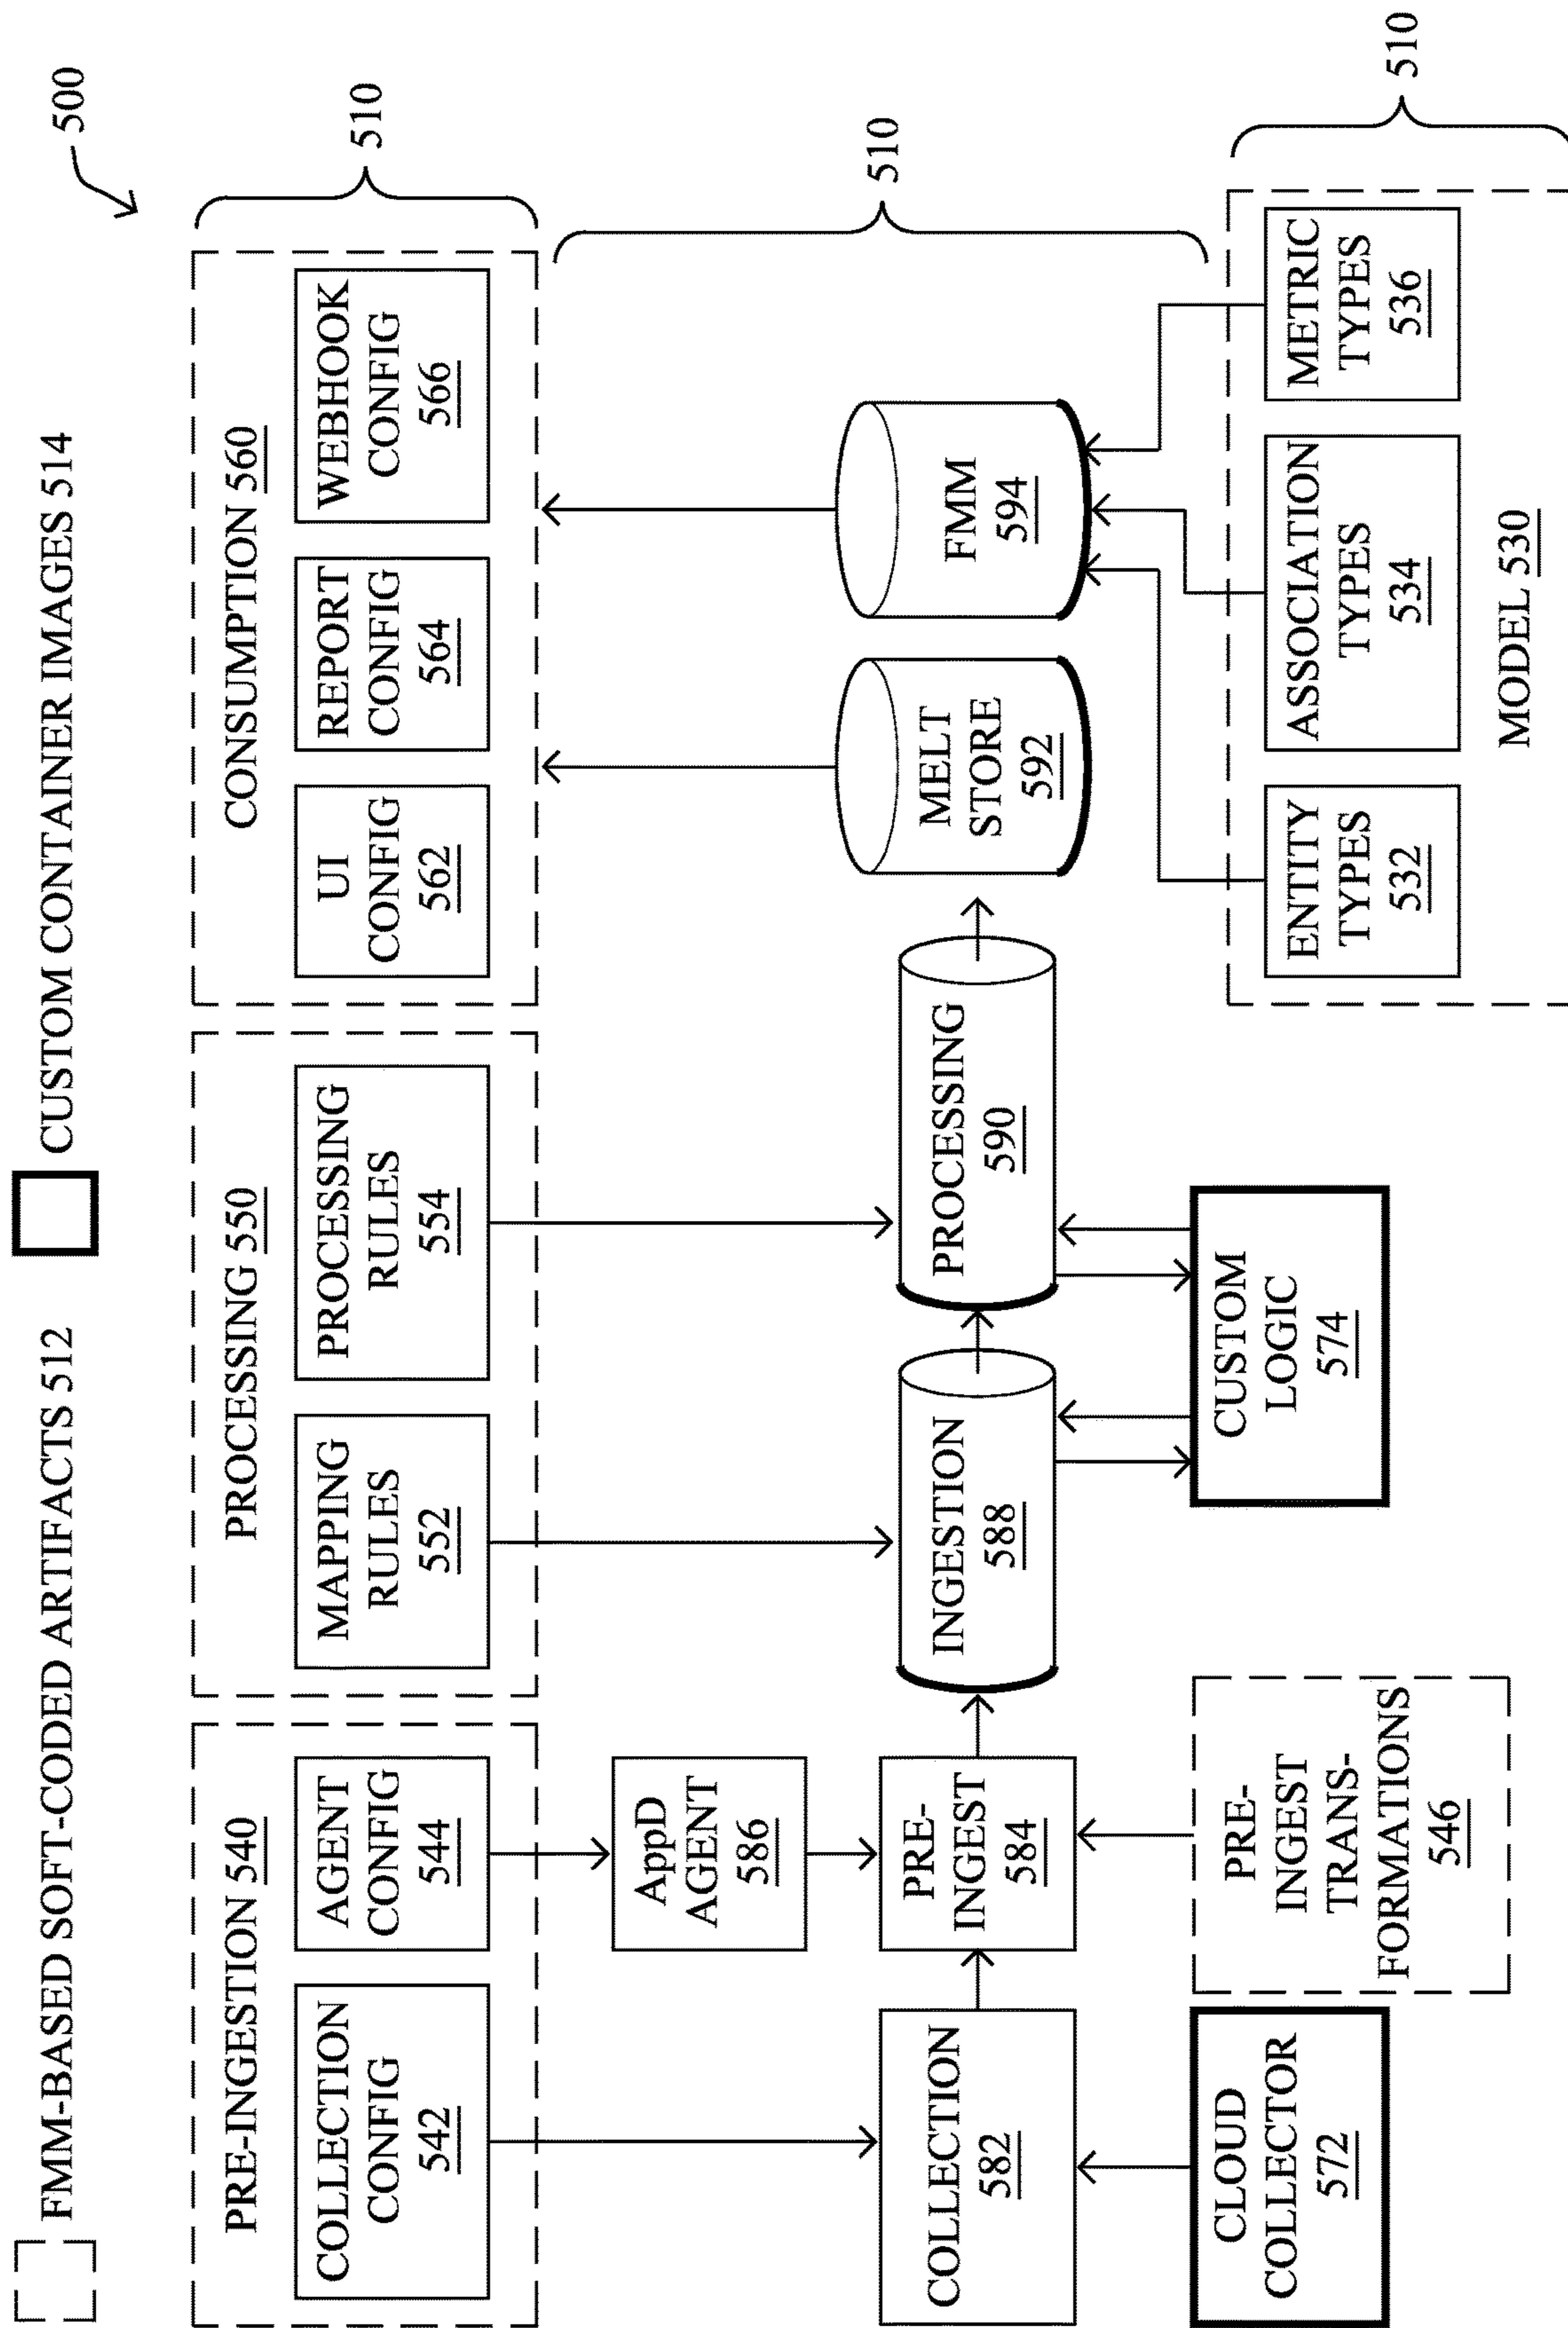 FMM-BASED SOFT-CODED ARTIFACTS 512
CUSTOM CONTAINER IMAGES 514
500
PRE-INGESTION 540
COLLECTION
CONFIG
542
AGENT
CONFIG
544
PROCESSING 550
MAPPING
RULES
552
PROCESSING
RULES
554
CONSUMPTION 560
UI
CONFIG
562
REPORT
CONFIG
564
WEBHOOK
CONFIG
566
510
AppD
AGENT
586
COLLECTION
582
PRE-
INGEST
584
INGESTION
588
PROCESSING
590
MELT
STORE
592
FMM
594
510
CLOUD
COLLECTOR
572
PRE-
INGEST
TRANS-
FORMATIONS
546
CUSTOM
LOGIC
574
ENTITY
TYPES
532
ASSOCIATION
TYPES
534
METRIC
TYPES
536
MODEL 530
510